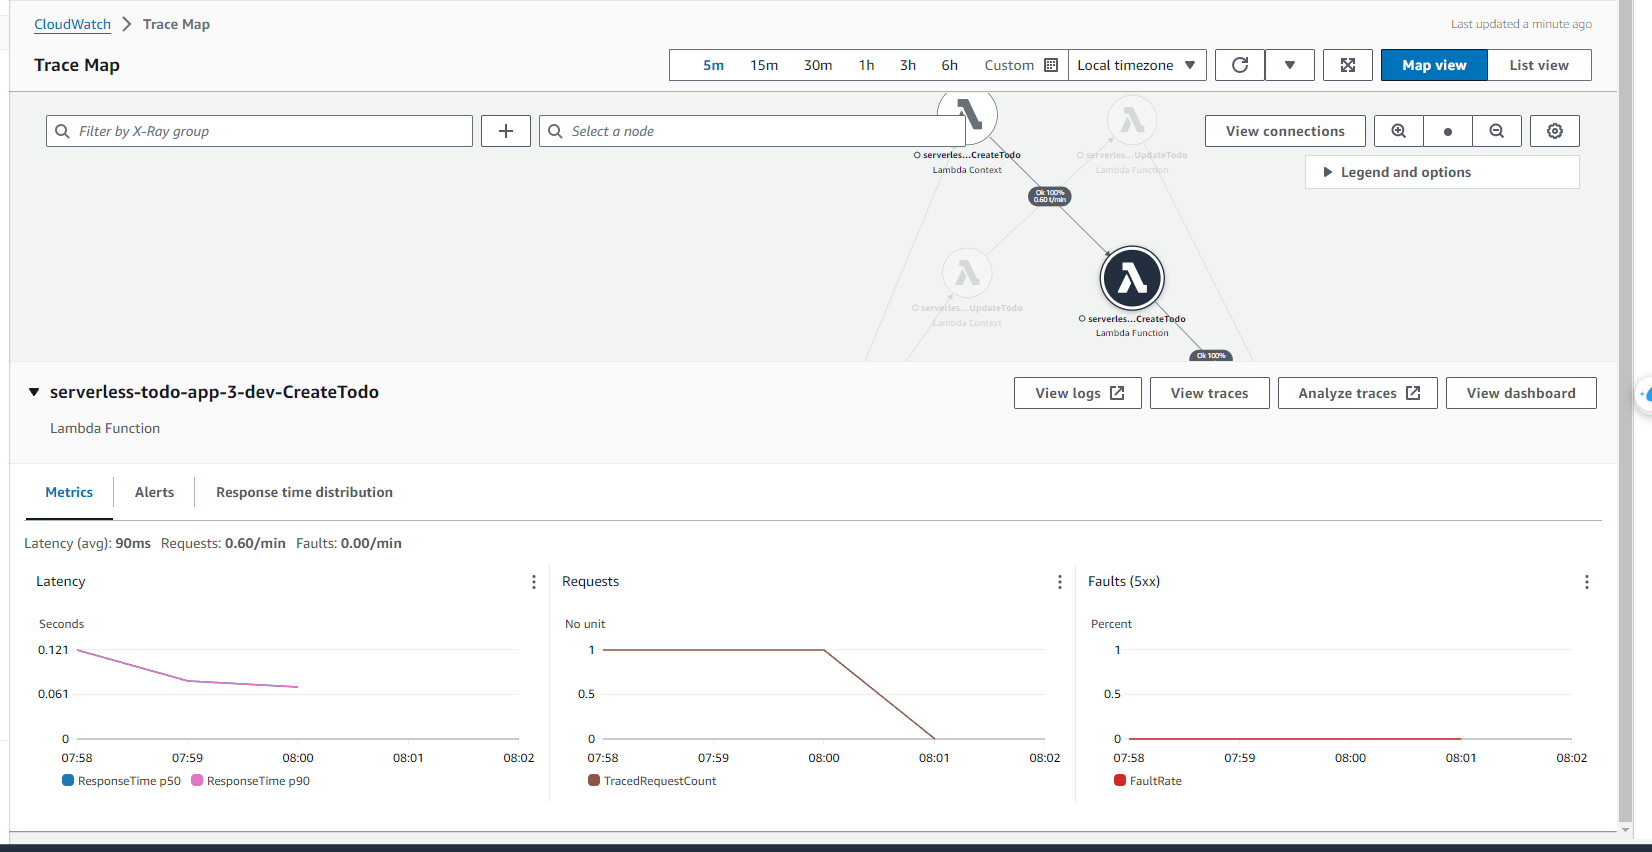 CloudWatch > Trace Map
Last updated a minute ago
Trace Map
5m 15m 30m 1h 3h 6h Custom Local timezone Map view List view
Filter by X-Ray group
Select a node
View connections
Legend and options
serverles...CreateTodo
Lambda Context
serverles...UpdateTodo
Lambda Function
Ok 100%
0.60 t/min
serverles...UpdateTodo
Lambda Context
serverles...CreateTodo
Lambda Function
Ok 100%
serverless-todo-app-3-dev-CreateTodo
Lambda Function
View logs View traces Analyze traces View dashboard
Metrics Alerts Response time distribution
Latency (avg): 90ms Requests: 0.60/min Faults: 0.00/min
Latency
Seconds
0.121
0.061
0
07:58 07:59 08:00 08:01 08:02
ResponseTime p50 ResponseTime p90
Requests
No unit
1
0.5
0
07:58 07:59 08:00 08:01 08:02
TracedRequestCount
Faults (5xx)
Percent
1
0.5
0
07:58 07:59 08:00 08:01 08:02
FaultRate